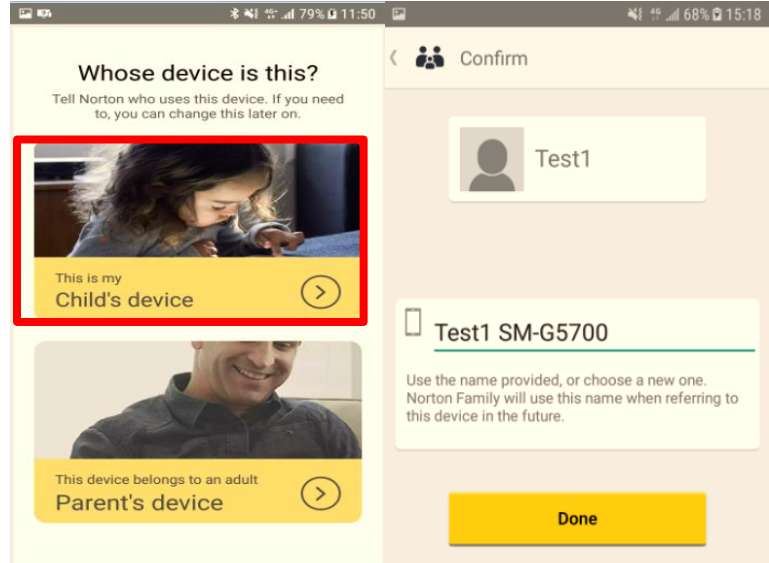 79% 11:50
Whose device is this?
Tell Norton who uses this device. If you need
to, you can change this later on.
This is my
Child's device
This device belongs to an adult
Parent's device
68% 15:18
Confirm
Test1
Test1 SM-G5700
Use the name provided, or choose a new one.
Norton Family will use this name when referring to
this device in the future.
Done